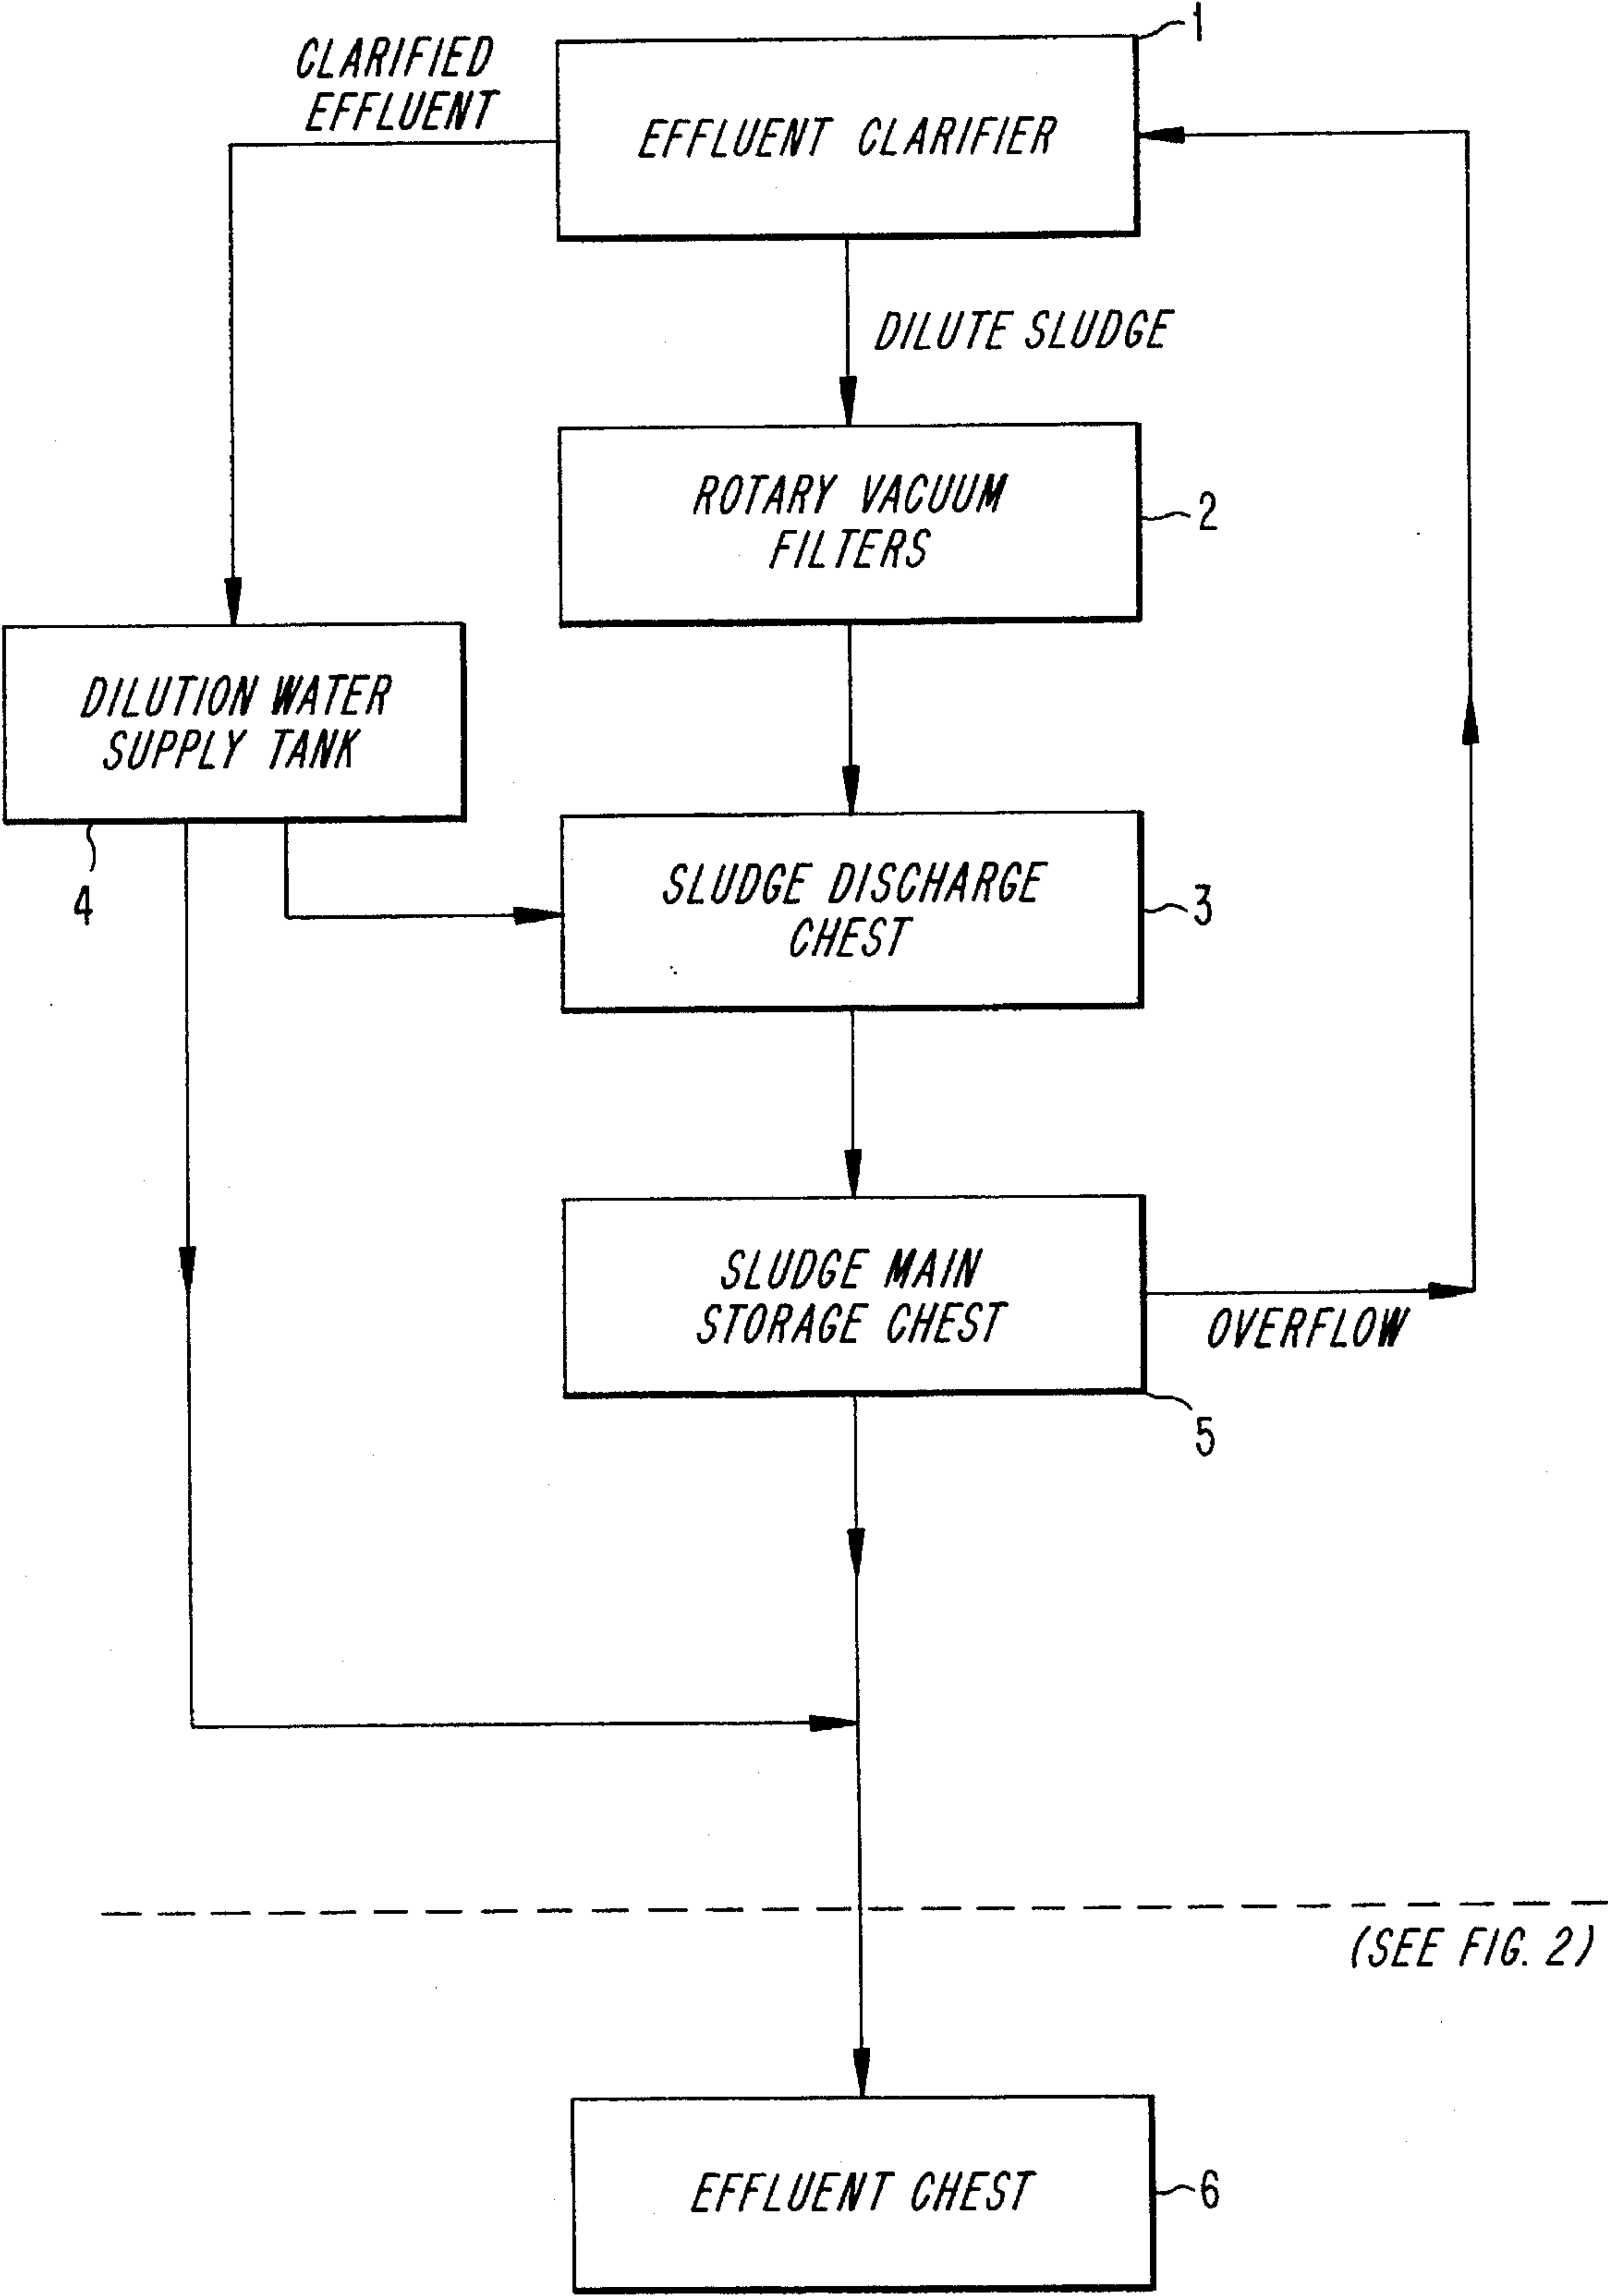 1
CLARIFIED
EFFLUENT
EFFLUENT CLARIFIER
DILUTE SLUDGE
ROTARY VACUUM
FILTERS
2
DILUTION WATER
SUPPLY TANK
4
SLUDGE DISCHARGE
CHEST
3
SLUDGE MAIN
STORAGE CHEST
OVERFLOW
5
(SEE FIG. 2)
EFFLUENT CHEST
6